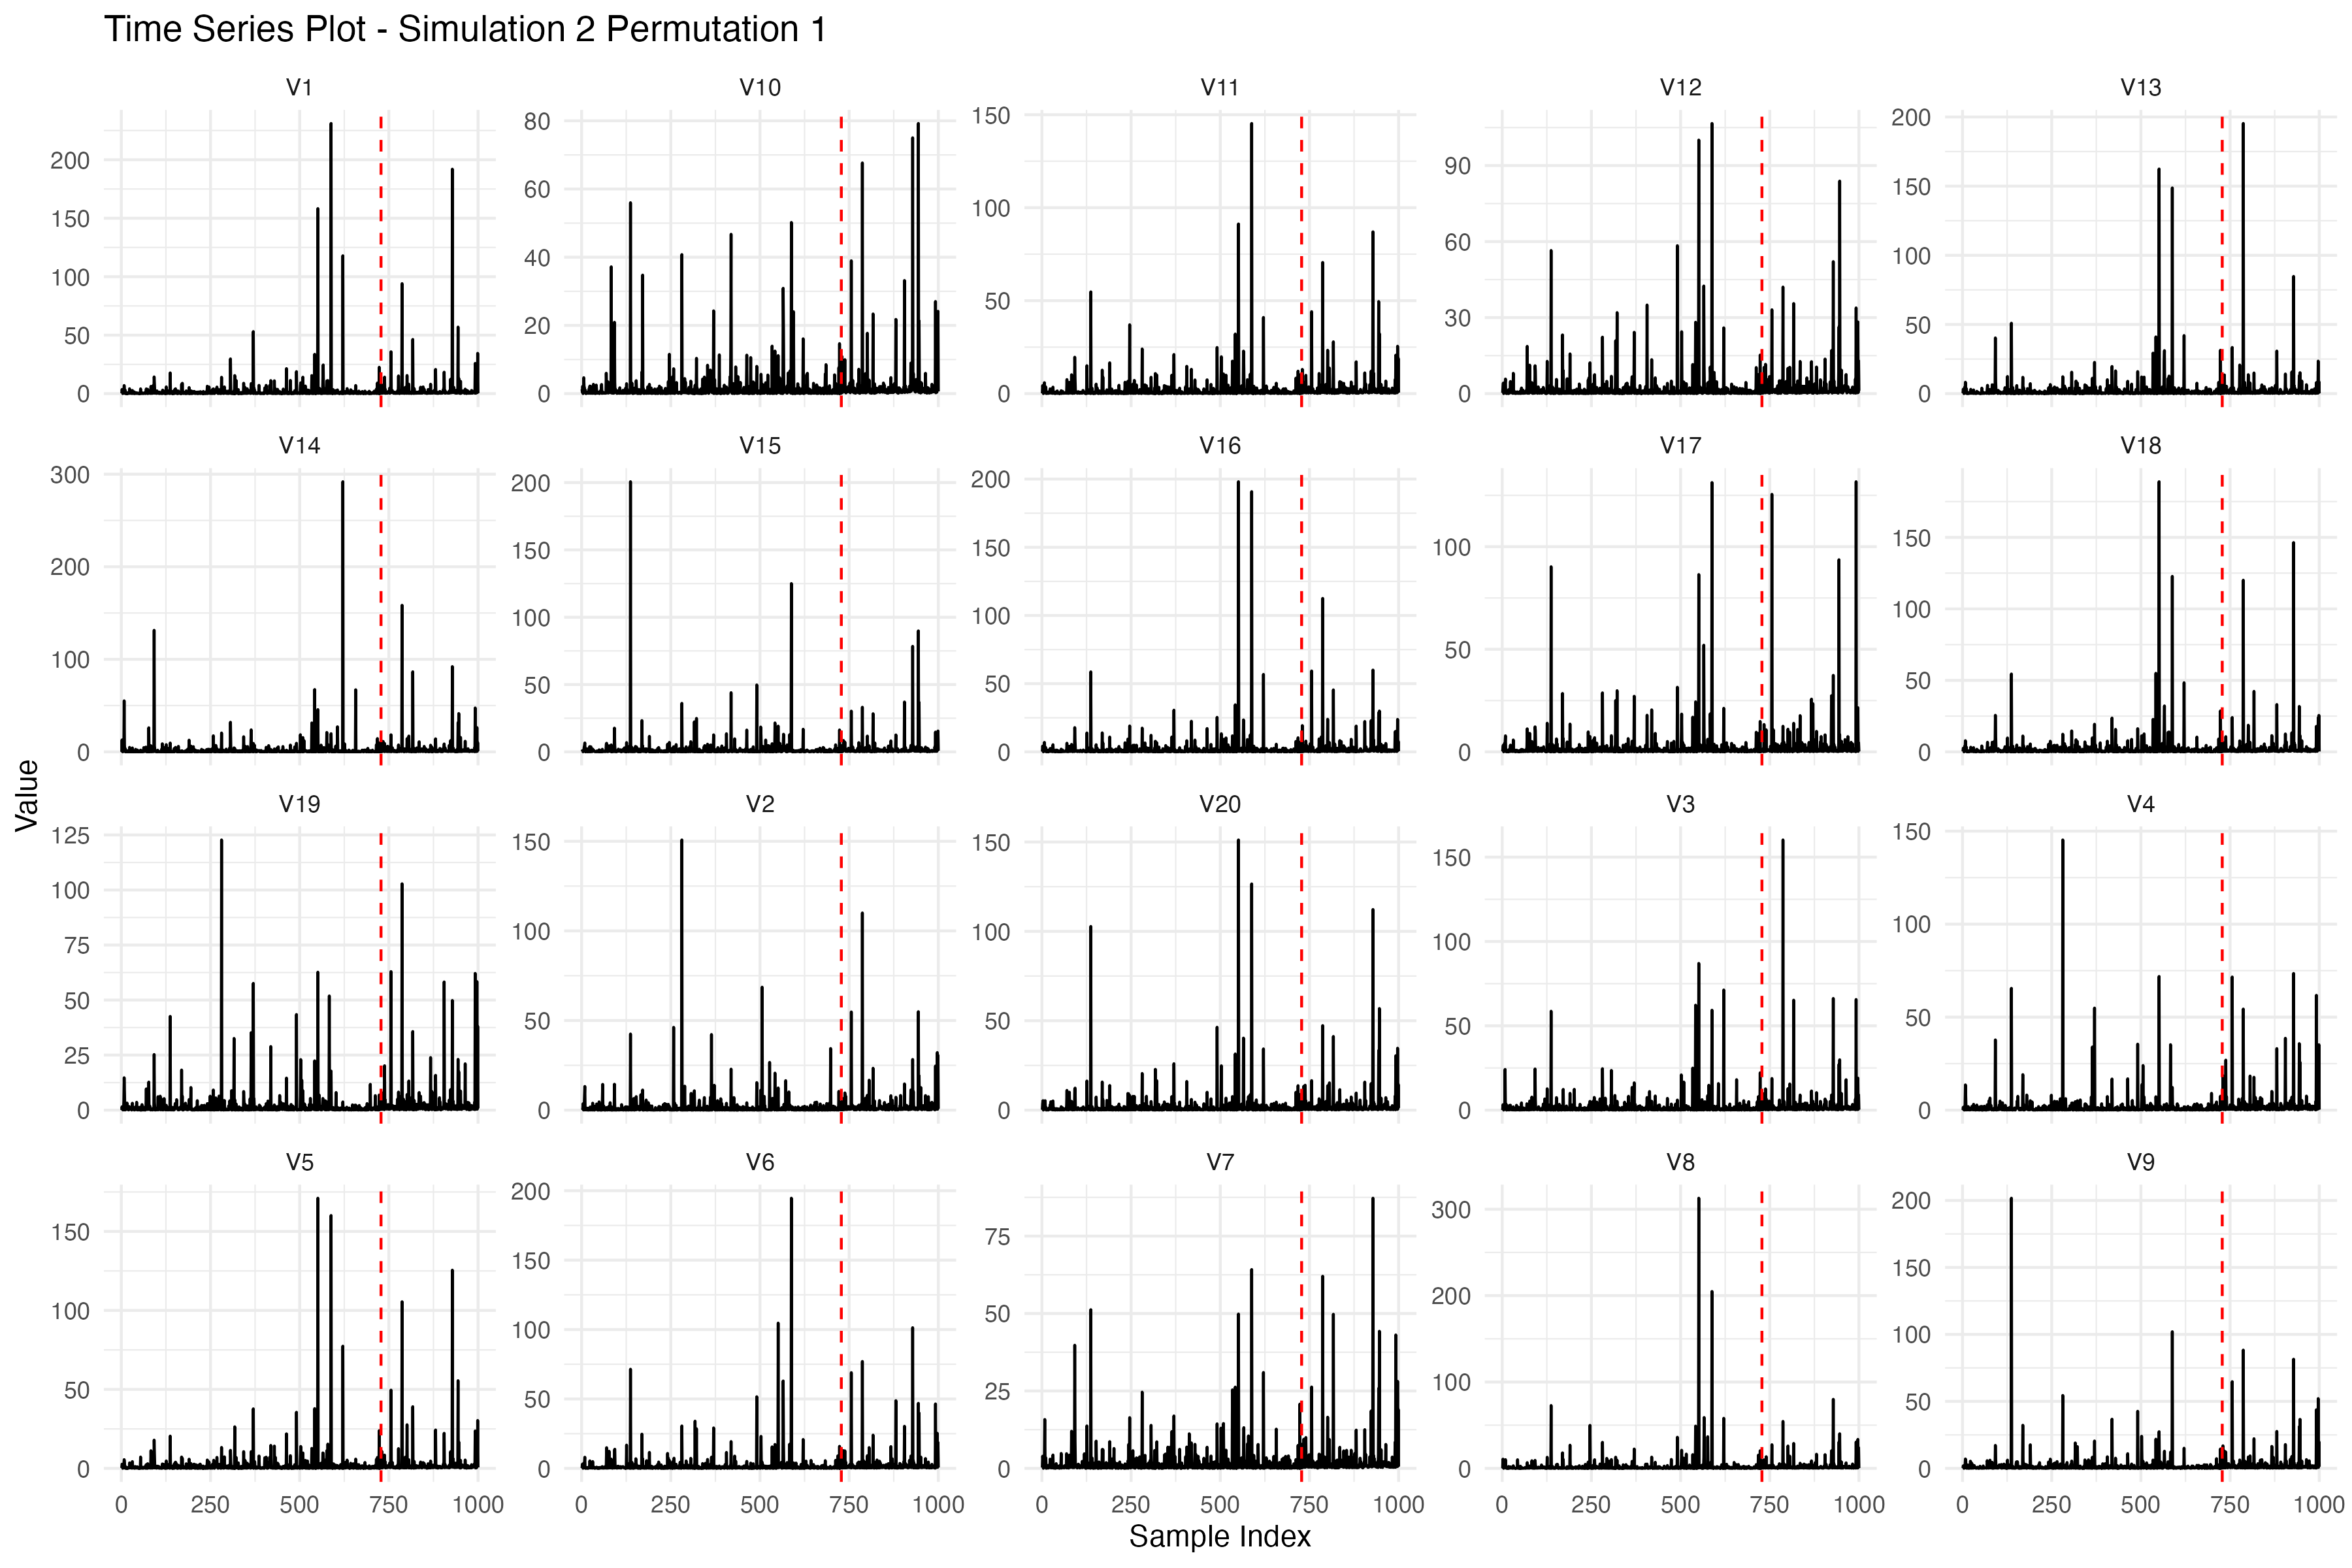 Time Series Plot - Simulation 2 Permutation 1
V1 V10 V11 V12 V13
200 150 100 50 0
80 60 40 20 0
150 100 50 0
90 60 30 0
200 150 100 50 0
V14 V15 V16 V17 V18
300 200 100 0
200 150 100 50 0
200 150 100 50 0
100 50 0
150 100 50 0
Value
V19 V2 V20 V3 V4
125 100 75 50 25 0
150 100 50 0
150 100 50 0
150 100 50 0
150 100 50 0
V5 V6 V7 V8 V9
150 100 50 0
200 150 100 50 0
75 50 25 0
300 200 100 0
200 150 100 50 0
0 250 500 750 1000 0 250 500 750 1000 0 250 500 750 1000 0 250 500 750 1000 0 250 500 750 1000
Sample Index